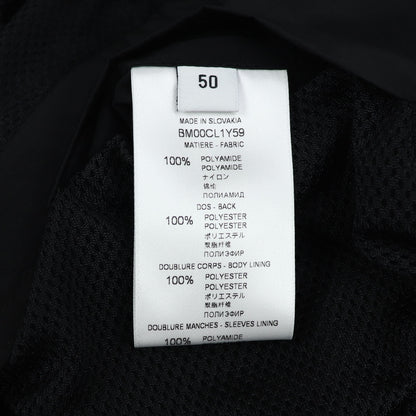 50
MADE IN SLOVAKIA
BM00CL1Y59
MATIERE - FABRIC
100% POLYAMIDE
POLYAMIDE
ナイロン
锦纶
ПОЛИАМИД
DOS - BACK
100% POLYESTER
POLYESTER
ポリエステル
聚酯纤维
ПОЛИЭФИР
DOUBLURE CORPS - BODY LINING
100% POLYESTER
POLYESTER
ポリエステル
聚酯纤维
ПОЛИЭФИР
DOUBLURE MANCHES - SLEEVES LINING
100% POLYAMIDE